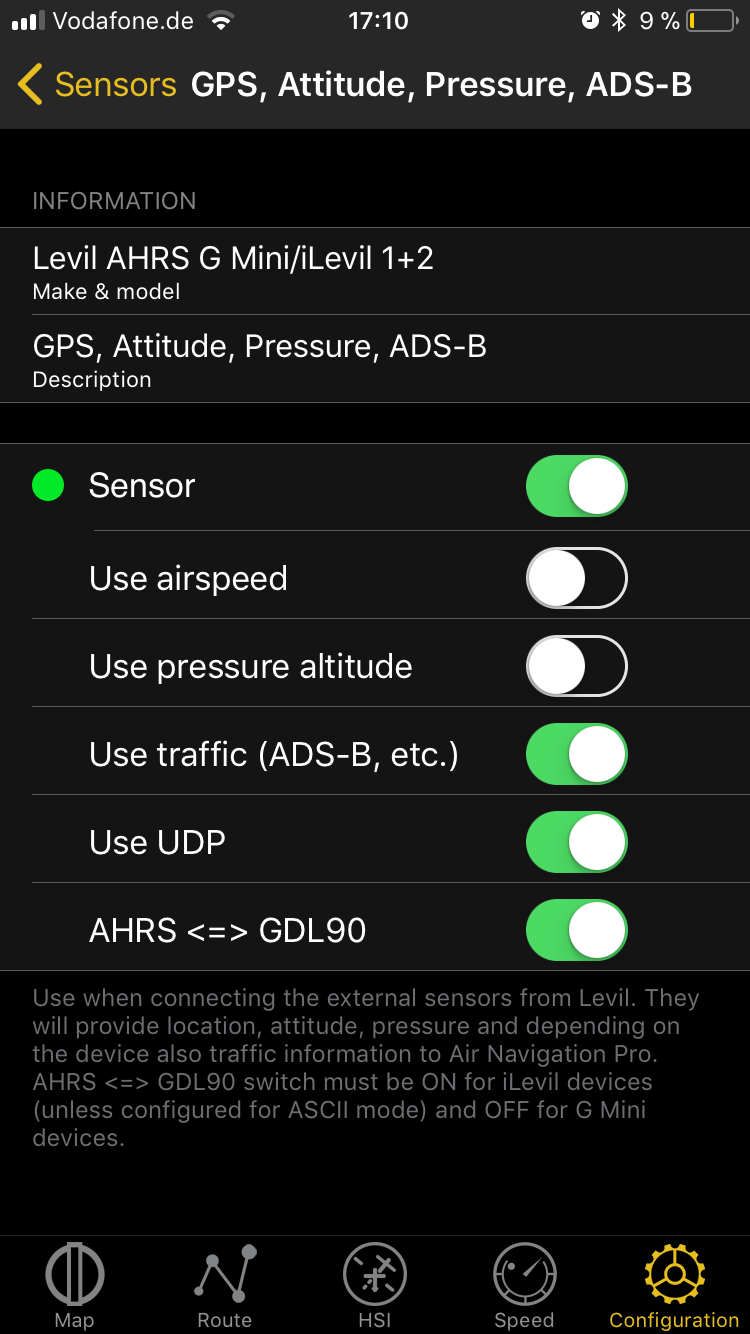 Vodafone.de 17:10 9 %
Sensors GPS, Attitude, Pressure, ADS-B
INFORMATION
Levil AHRS G Mini/iLevil 1+2
Make & model
GPS, Attitude, Pressure, ADS-B
Description
Sensor
Use airspeed
Use pressure altitude
Use traffic (ADS-B, etc.)
Use UDP
AHRS <=> GDL90
Use when connecting the external sensors from Levil. They
will provide location, attitude, pressure and depending on
the device also traffic information to Air Navigation Pro.
AHRS <=> GDL90 switch must be ON for iLevil devices
(unless configured for ASCII mode) and OFF for G Mini
devices.
Map Route HSI Speed Configuration